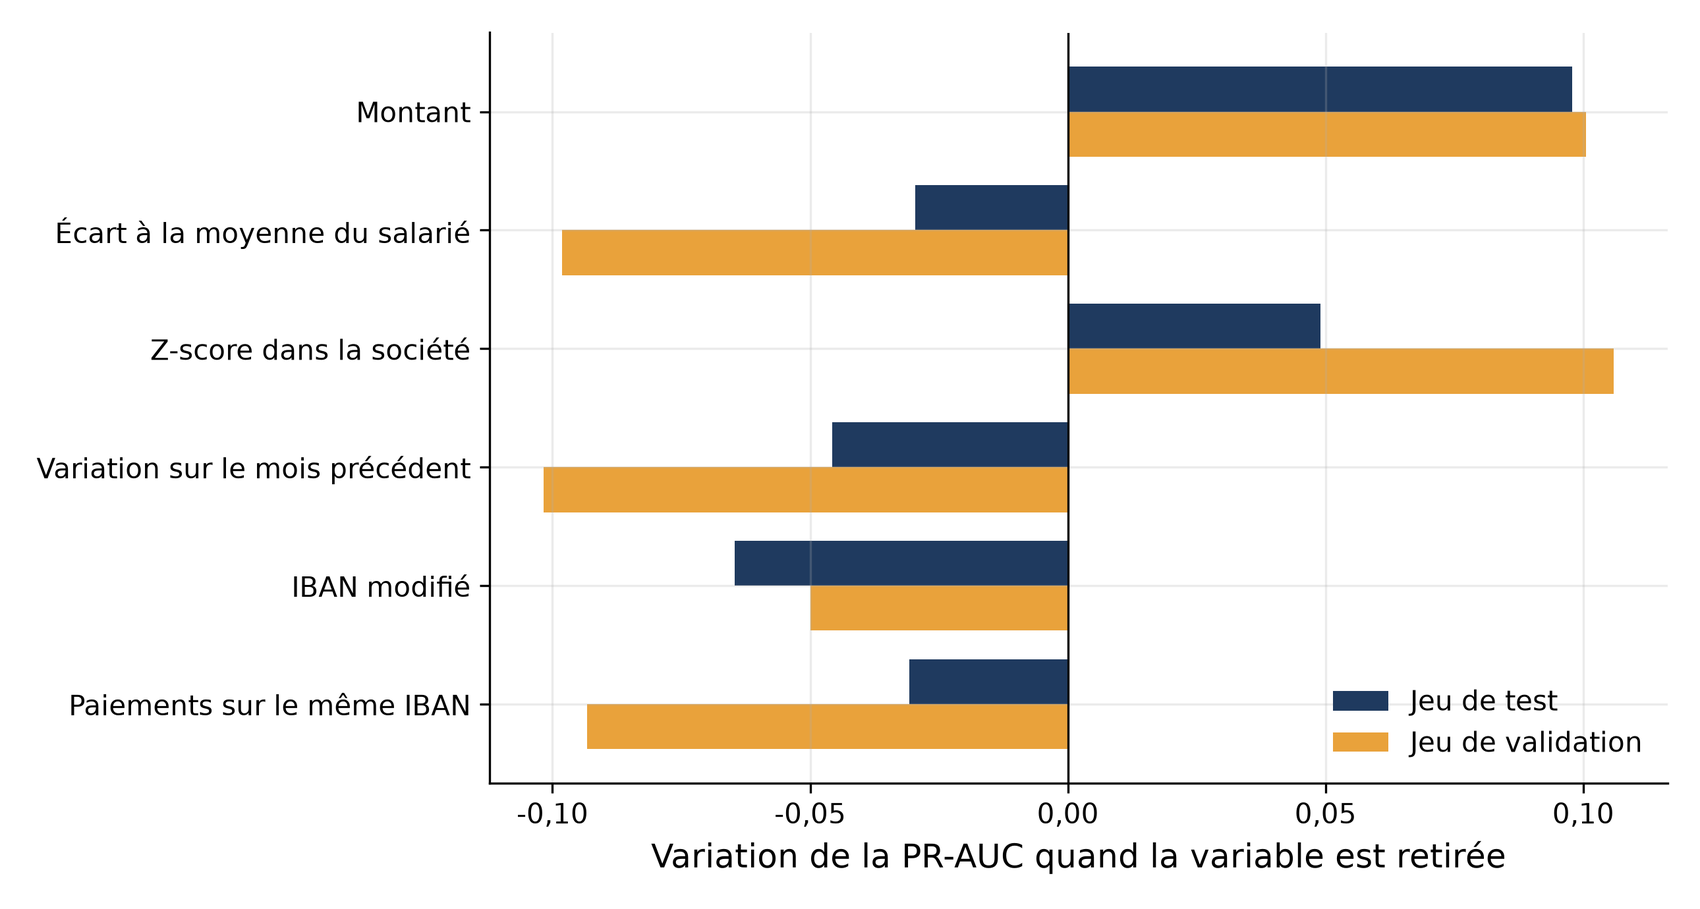 Montant
Écart à la moyenne du salarié
Z-score dans la société
Variation sur le mois précédent
IBAN modifié
Paiements sur le même IBAN
Jeu de test
Jeu de validation
-0,10 -0,05 0,00 0,05 0,10
Variation de la PR-AUC quand la variable est retirée